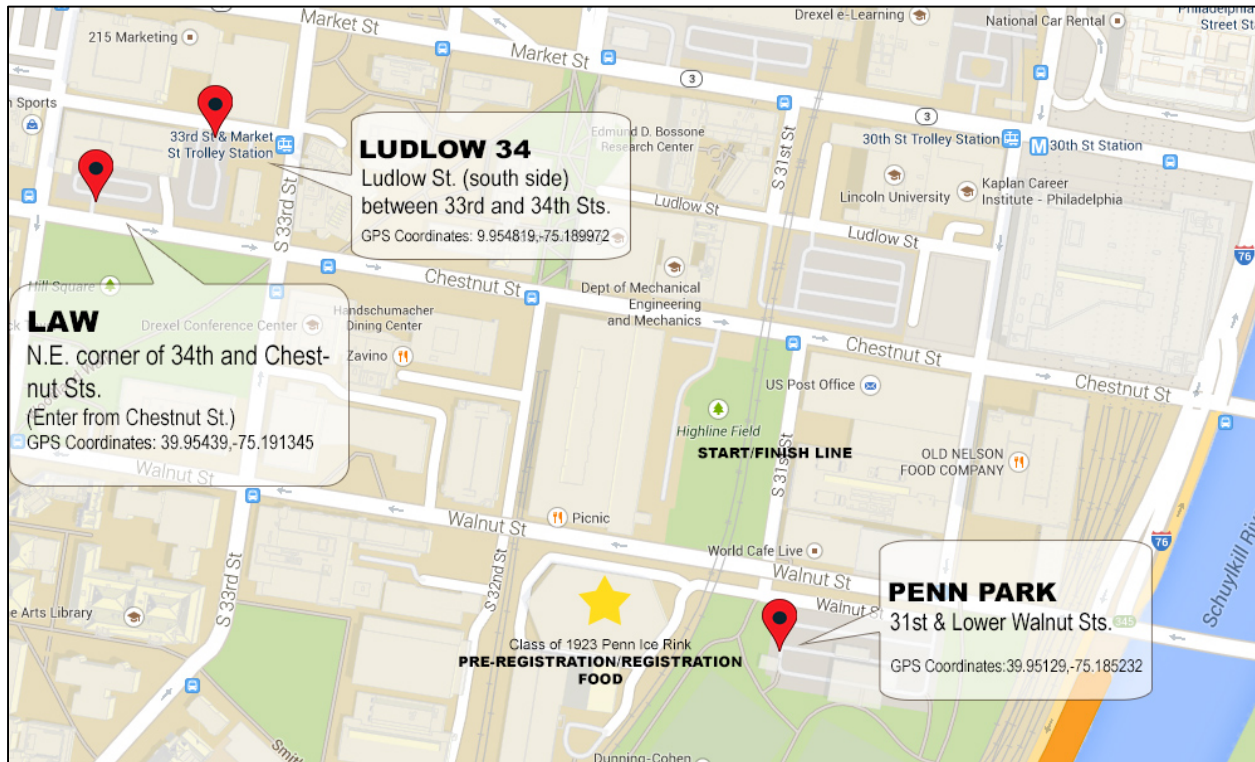 Market St
Drexel e-Learning
National Car Rental
Philadelphia
Street St
215 Marketing
Market St
3
n Sports
33rd St & Market
St Trolley Station
LUDLOW 34
Ludlow St. (south side)
between 33rd and 34th Sts.
GPS Coordinates: 9.954819,-75.189972
Edmund D. Bossone
Research Center
S 31st St
3
30th St Trolley Station
M 30th St Station
Lincoln University
Kaplan Career
Institute - Philadelphia
S 33rd St
Ludlow St
Ludlow St
76
Hill Square
Chestnut St
Dept of Mechanical
Engineering
and Mechanics
LAW
N.E. corner of 34th and Chest-
nut Sts.
(Enter from Chestnut St.)
GPS Coordinates: 39.95439,-75.191345
Drexel Conference Center
Handschumacher
Dining Center
Zavino
Chestnut St
Chestnut St
US Post Office
Highline Field
START/FINISH LINE
S 31st St
OLD NELSON
FOOD COMPANY
Walnut St
Walnut St
Picnic
World Cafe Live
76
Schuylkill Ri
S 33rd St
S 32nd St
Walnut St
Walnut St
PENN PARK
31st & Lower Walnut Sts.
345
GPS Coordinates:39.95129,-75.185232
e Arts Library
Class of 1923 Penn Ice Rink
PRE-REGISTRATION/REGISTRATION
FOOD
Smith
Dunning-Cohen